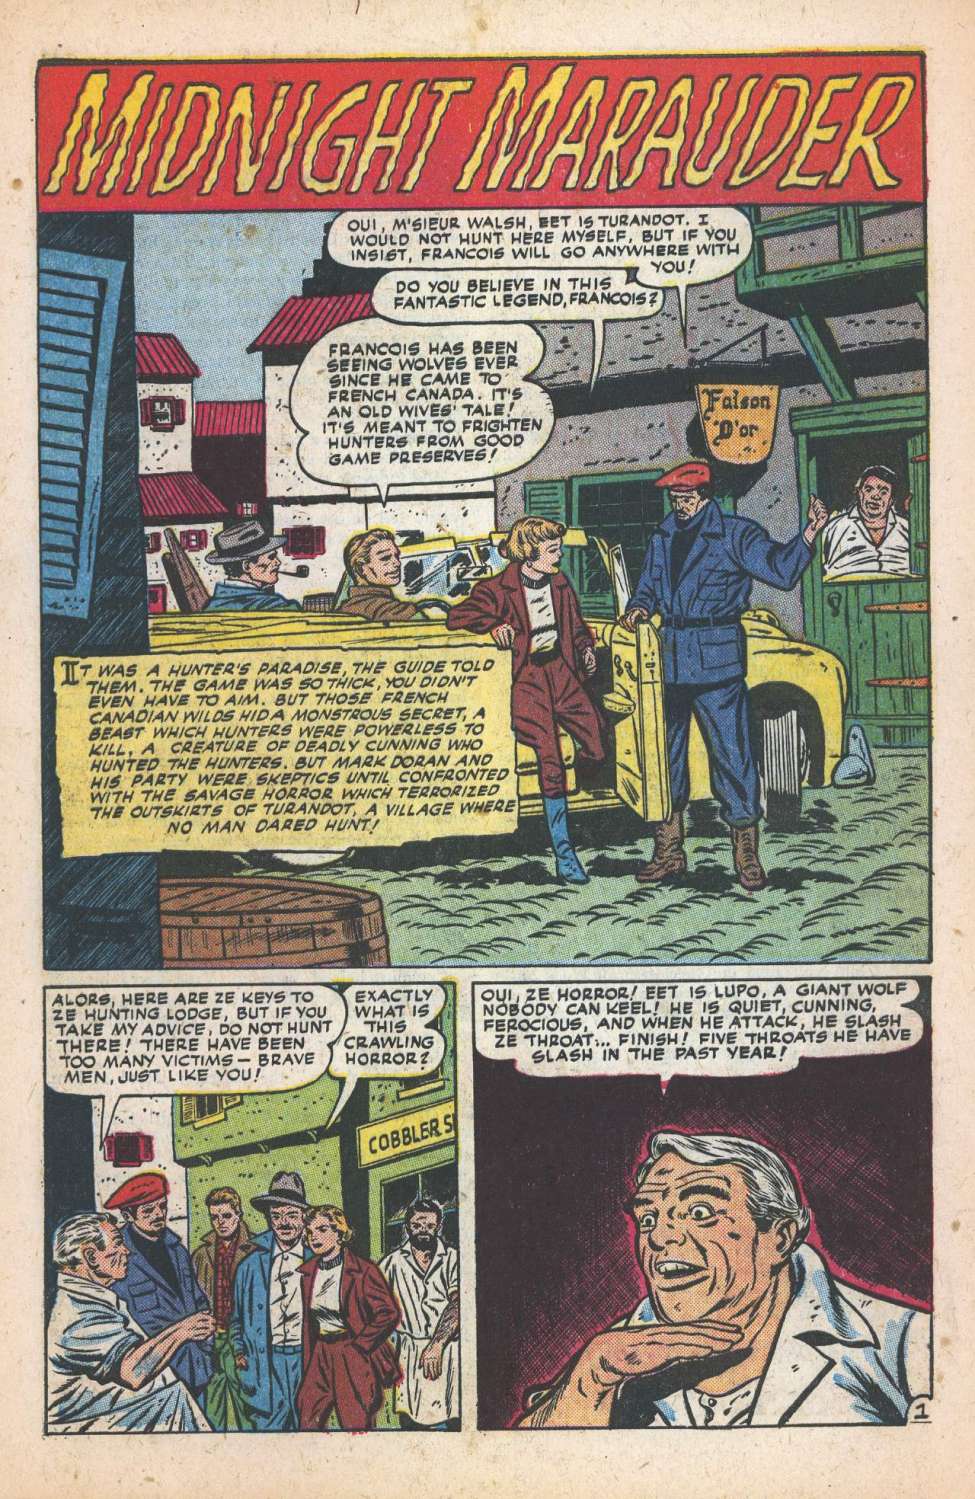 MIDNIGHT MARAUDER
OUI, M'SIEUR WALSH, EET IS TURANDOT. I
WOULD NOT HUNT HERE MYSELF, BUT IF YOU
INSIST, FRANCOIS WILL GO ANYWHERE WITH
YOU!
DO YOU BELIEVE IN THIS
FANTASTIC LEGEND, FRANCOIS?
FRANCOIS HAS BEEN
SEEING WOLVES EVER
SINCE HE CAME TO
FRENCH CANADA. IT'S
AN OLD WIVES' TALE!
IT'S MEANT TO FRIGHTEN
HUNTERS FROM GOOD
GAME PRESERVES!
Falson
D'or
IT WAS A HUNTER'S PARADISE, THE GUIDE TOLD
THEM. THE GAME WAS SO THICK, YOU DIDN'T
EVEN HAVE TO AIM. BUT THOSE FRENCH
CANADIAN WILDS HID A MONSTROUS SECRET, A
BEAST WHICH HUNTERS WERE POWERLESS TO
KILL, A CREATURE OF DEADLY CUNNING WHO
HUNTED THE HUNTERS. BUT MARK DORAN AND
HIS PARTY WERE SKEPTICS UNTIL CONFRONTED
WITH THE SAVAGE HORROR WHICH TERRORIZED
THE OUTSKIRTS OF TURANDOT, A VILLAGE WHERE
NO MAN DARED HUNT!
ALORS, HERE ARE ZE KEYS TO
ZE HUNTING LODGE, BUT IF YOU
TAKE MY ADVICE, DO NOT HUNT
THERE! THERE HAVE BEEN
TOO MANY VICTIMS — BRAVE
MEN, JUST LIKE YOU!
EXACTLY
WHAT IS
THIS
CRAWLING
HORROR?
COBBLER S
OUI, ZE HORROR! EET IS LUPO, A GIANT WOLF
NOBODY CAN KEEL! HE IS QUIET, CUNNING,
FEROCIOUS, AND WHEN HE ATTACK, HE SLASH
ZE THROAT... FINISH! FIVE THROATS HE HAVE
SLASH IN THE PAST YEAR!
1